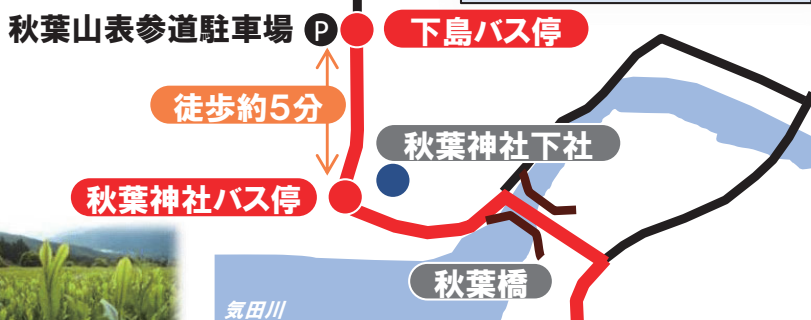 秋葉山表参道駐車場 P 下島バス停
徒歩約5分
秋葉神社下社
秋葉神社バス停
秋葉橋
気田川